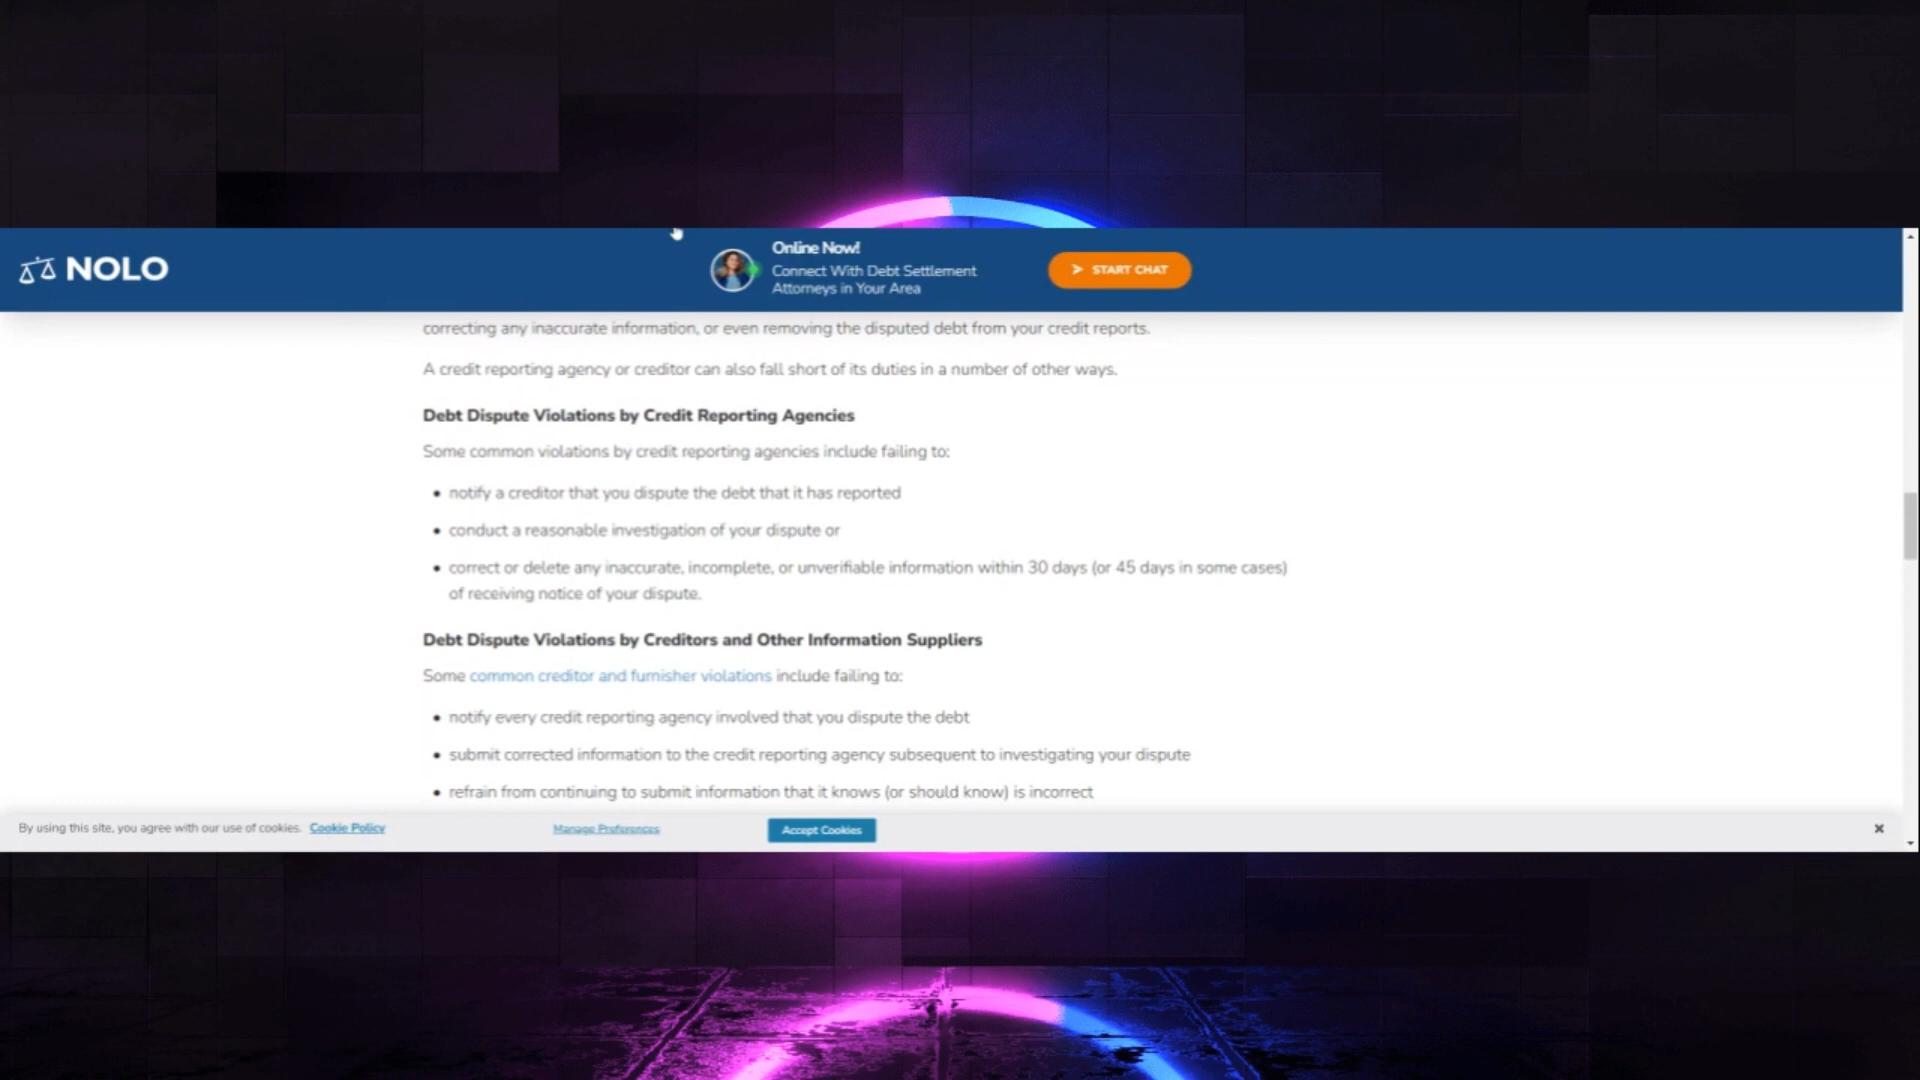 NOLO
Online Now!
Connect With Debt Settlement
Attorneys in Your Area
START CHAT
correcting any inaccurate information, or even removing the disputed debt from your credit reports.
A credit reporting agency or creditor can also fall short of its duties in a number of other ways.
Debt Dispute Violations by Credit Reporting Agencies
Some common violations by credit reporting agencies include failing to:
• notify a creditor that you dispute the debt that it has reported
• conduct a reasonable investigation of your dispute or
• correct or delete any inaccurate, incomplete, or unverifiable information within 30 days (or 45 days in some cases)
of receiving notice of your dispute.
Debt Dispute Violations by Creditors and Other Information Suppliers
Some common creditor and furnisher violations include failing to:
• notify every credit reporting agency involved that you dispute the debt
• submit corrected information to the credit reporting agency subsequent to investigating your dispute
• refrain from continuing to submit information that it knows (or should know) is incorrect
By using this site, you agree with our use of cookies. Cookie Policy
Manage Preferences
Accept Cookies